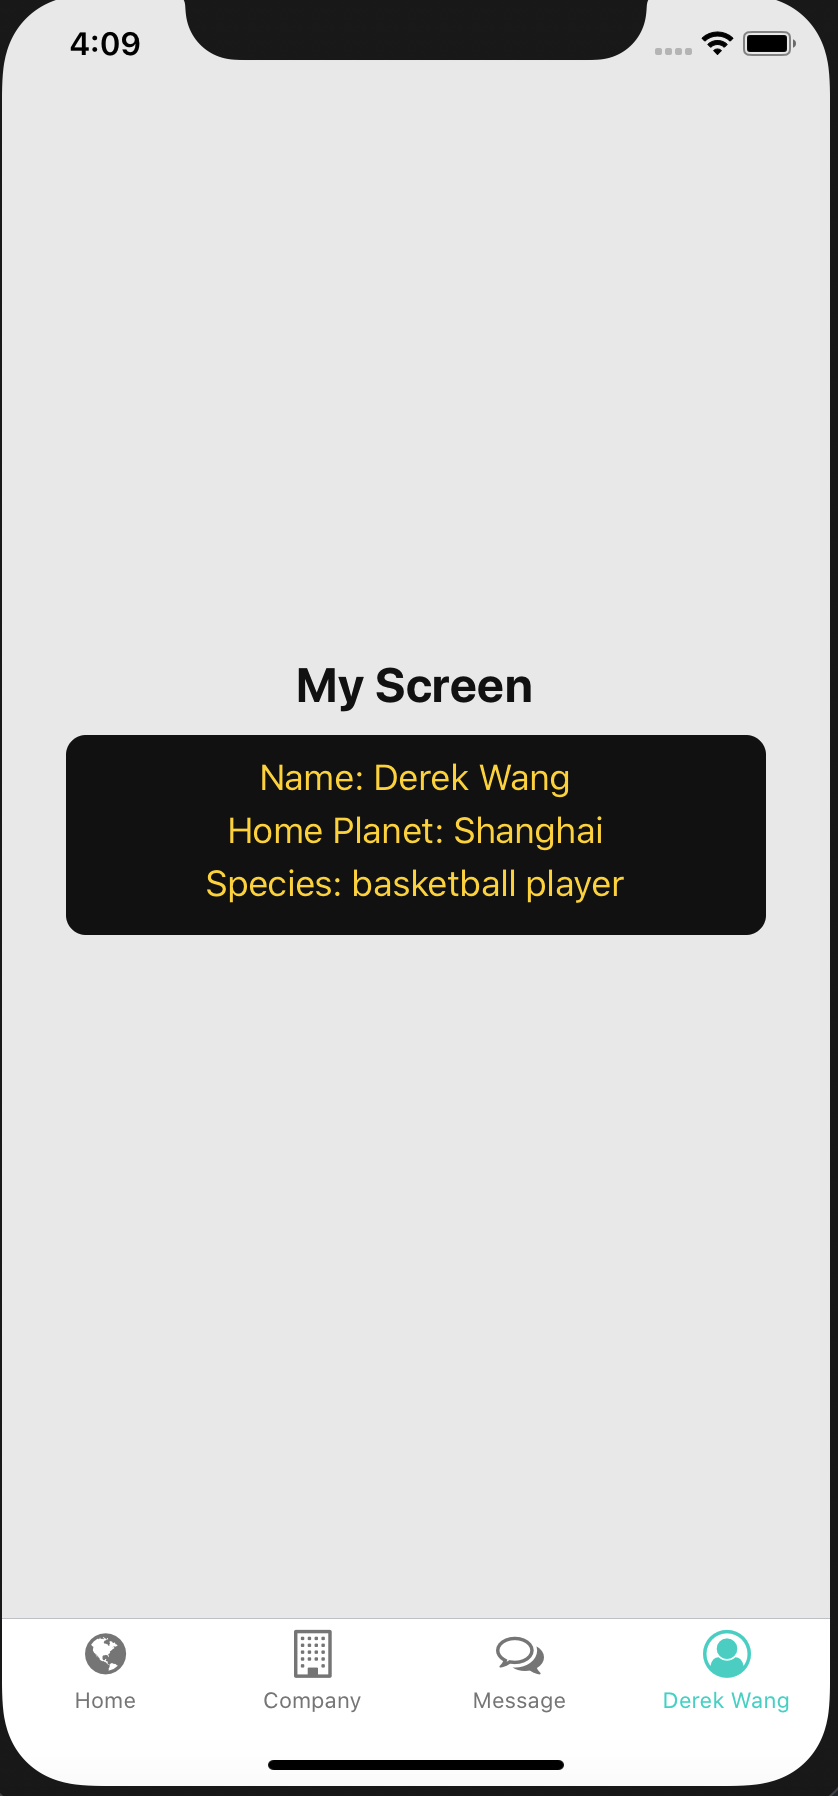 4:09
My Screen
Name: Derek Wang
Home Planet: Shanghai
Species: basketball player
Home
Company
Message
Derek Wang